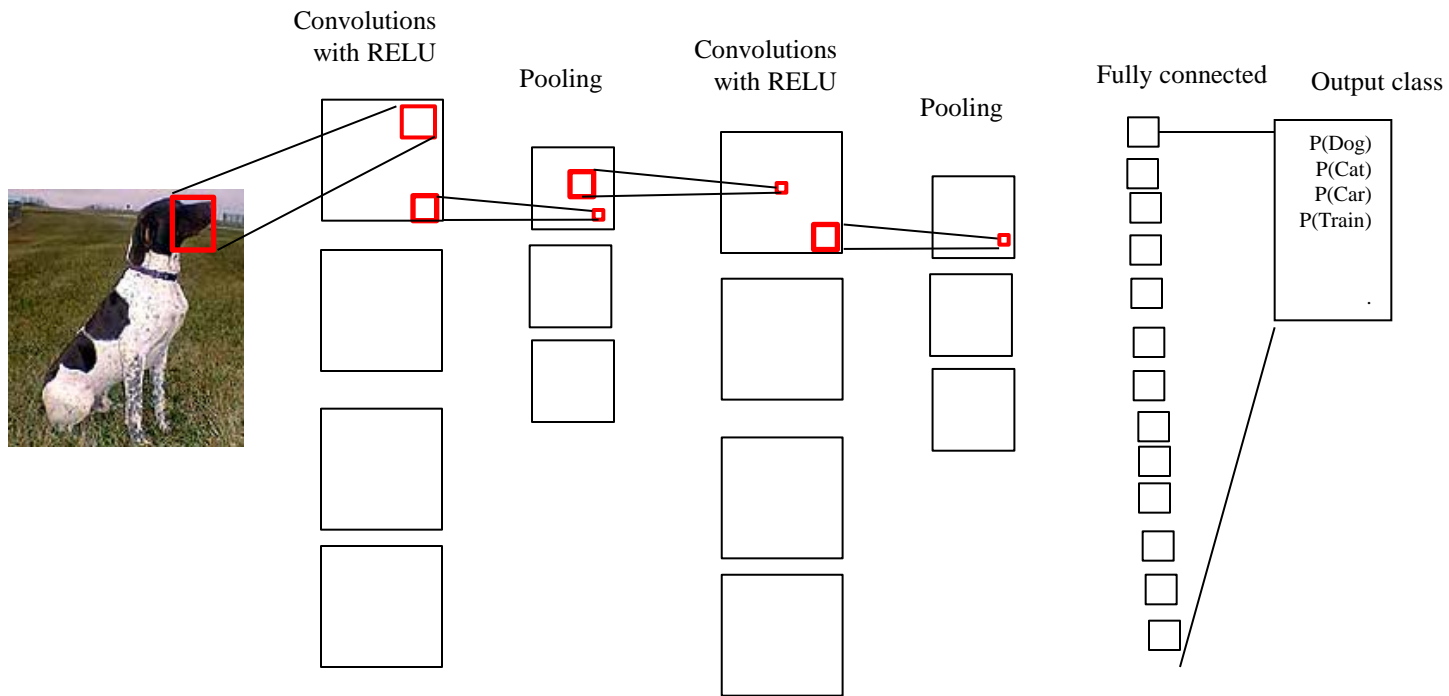 Convolutions
with RELU
Pooling
Convolutions
with RELU
Pooling
Fully connected
Output class
P(Dog)
P(Cat)
P(Car)
P(Train)
.